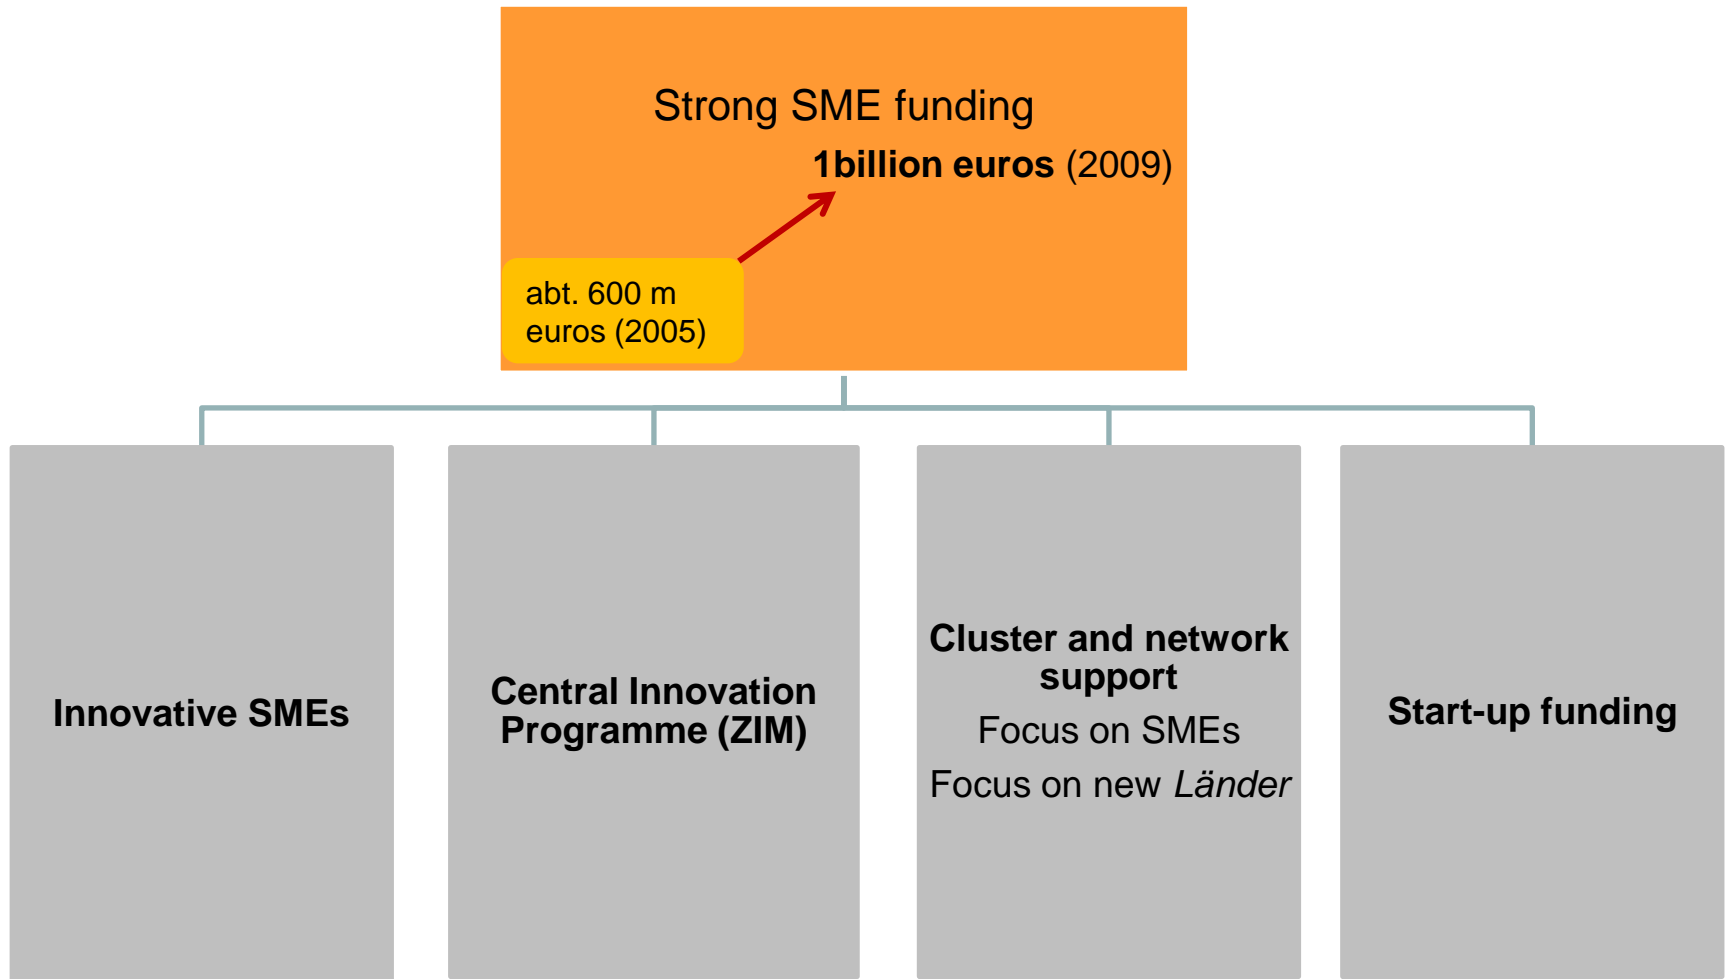 Strong SME funding
1billion euros (2009)
abt. 600 m
euros (2005)
Innovative SMEs
Central Innovation
Programme (ZIM)
Cluster and network
support
Focus on SMEs
Focus on new Länder
Start-up funding